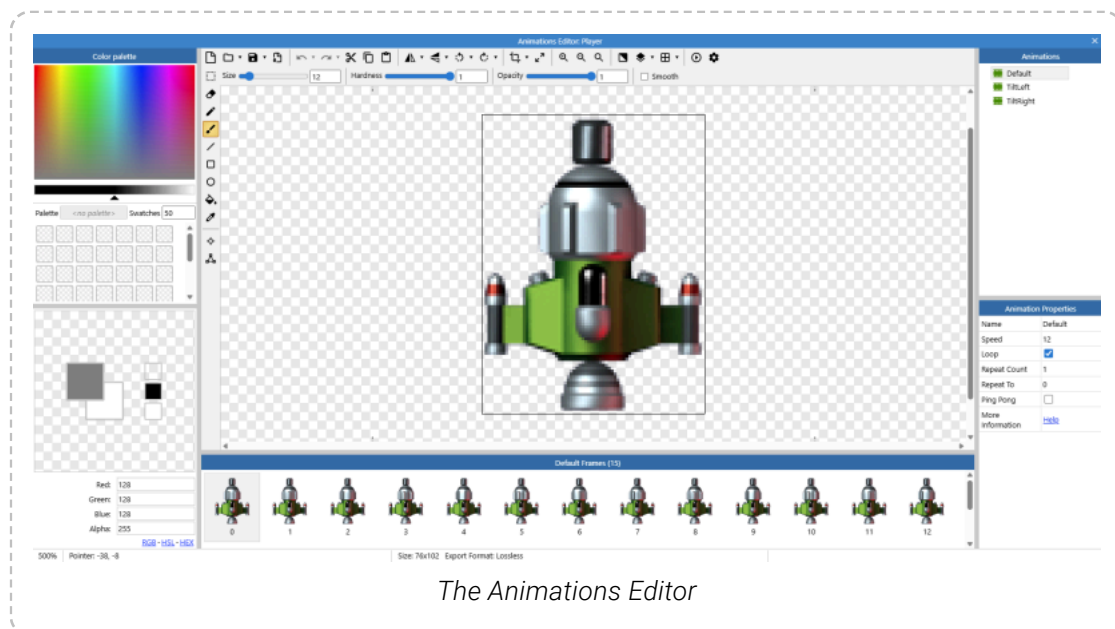 Animations Editor: Player
Color palette
Size 12 Hardness 1 Opacity 1 Smooth
Palette <no palette> Swatches 50
Red: 128
Green: 128
Blue: 128
Alpha: 255
RGB - HSL - HEX
Animations
Default
TiltLeft
TiltRight
Animation Properties
Name Default
Speed 12
Loop
Repeat Count 1
Repeat To 0
Ping Pong
More Information Help
Default Frames (15)
0 1 2 3 4 5 6 7 8 9 10 11 12
500% Pointer: -38, -8 Size: 76x102 Export Format: Lossless
The Animations Editor